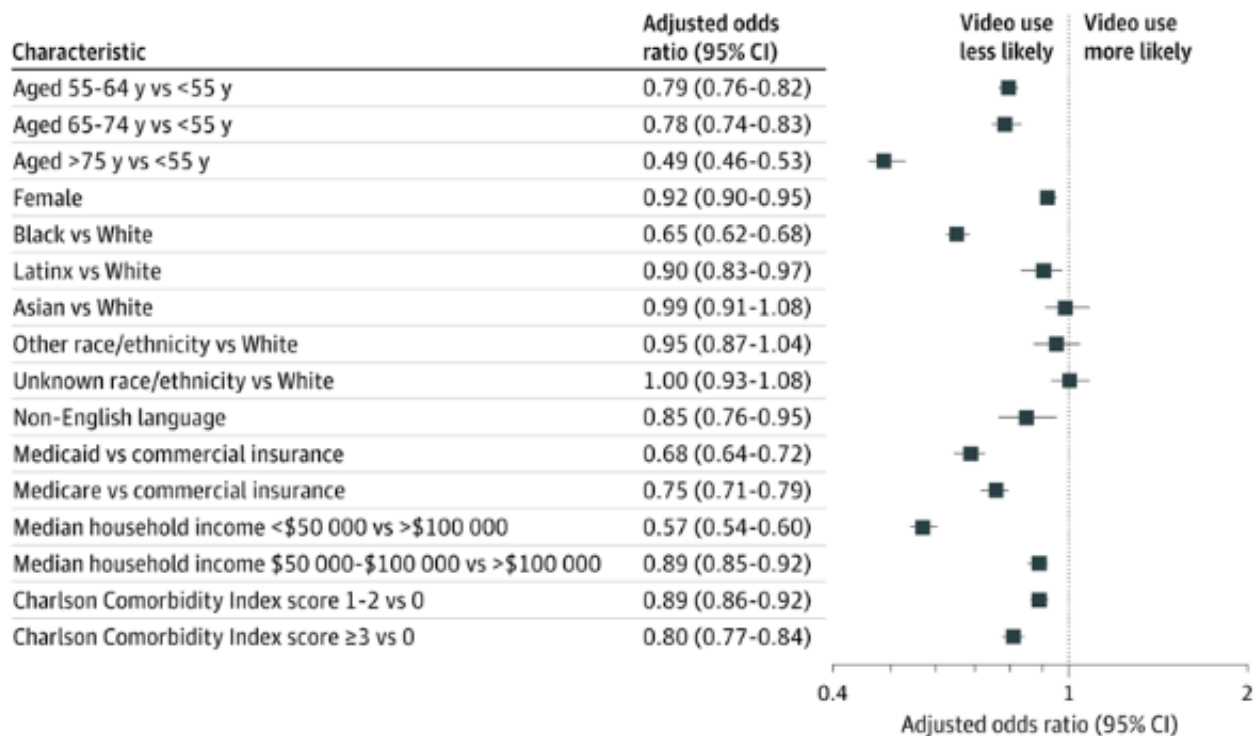 Characteristic
Adjusted odds
ratio (95% CI)
Video use
less likely
Video use
more likely
Aged 55-64 y vs <55 y 0.79 (0.76-0.82)
Aged 65-74 y vs <55 y 0.78 (0.74-0.83)
Aged >75 y vs <55 y 0.49 (0.46-0.53)
Female 0.92 (0.90-0.95)
Black vs White 0.65 (0.62-0.68)
Latinx vs White 0.90 (0.83-0.97)
Asian vs White 0.99 (0.91-1.08)
Other race/ethnicity vs White 0.95 (0.87-1.04)
Unknown race/ethnicity vs White 1.00 (0.93-1.08)
Non-English language 0.85 (0.76-0.95)
Medicaid vs commercial insurance 0.68 (0.64-0.72)
Medicare vs commercial insurance 0.75 (0.71-0.79)
Median household income <$50 000 vs >$100 000 0.57 (0.54-0.60)
Median household income $50 000-$100 000 vs >$100 000 0.89 (0.85-0.92)
Charlson Comorbidity Index score 1-2 vs 0 0.89 (0.86-0.92)
Charlson Comorbidity Index score ≥3 vs 0 0.80 (0.77-0.84)
0.4 1 2
Adjusted odds ratio (95% CI)